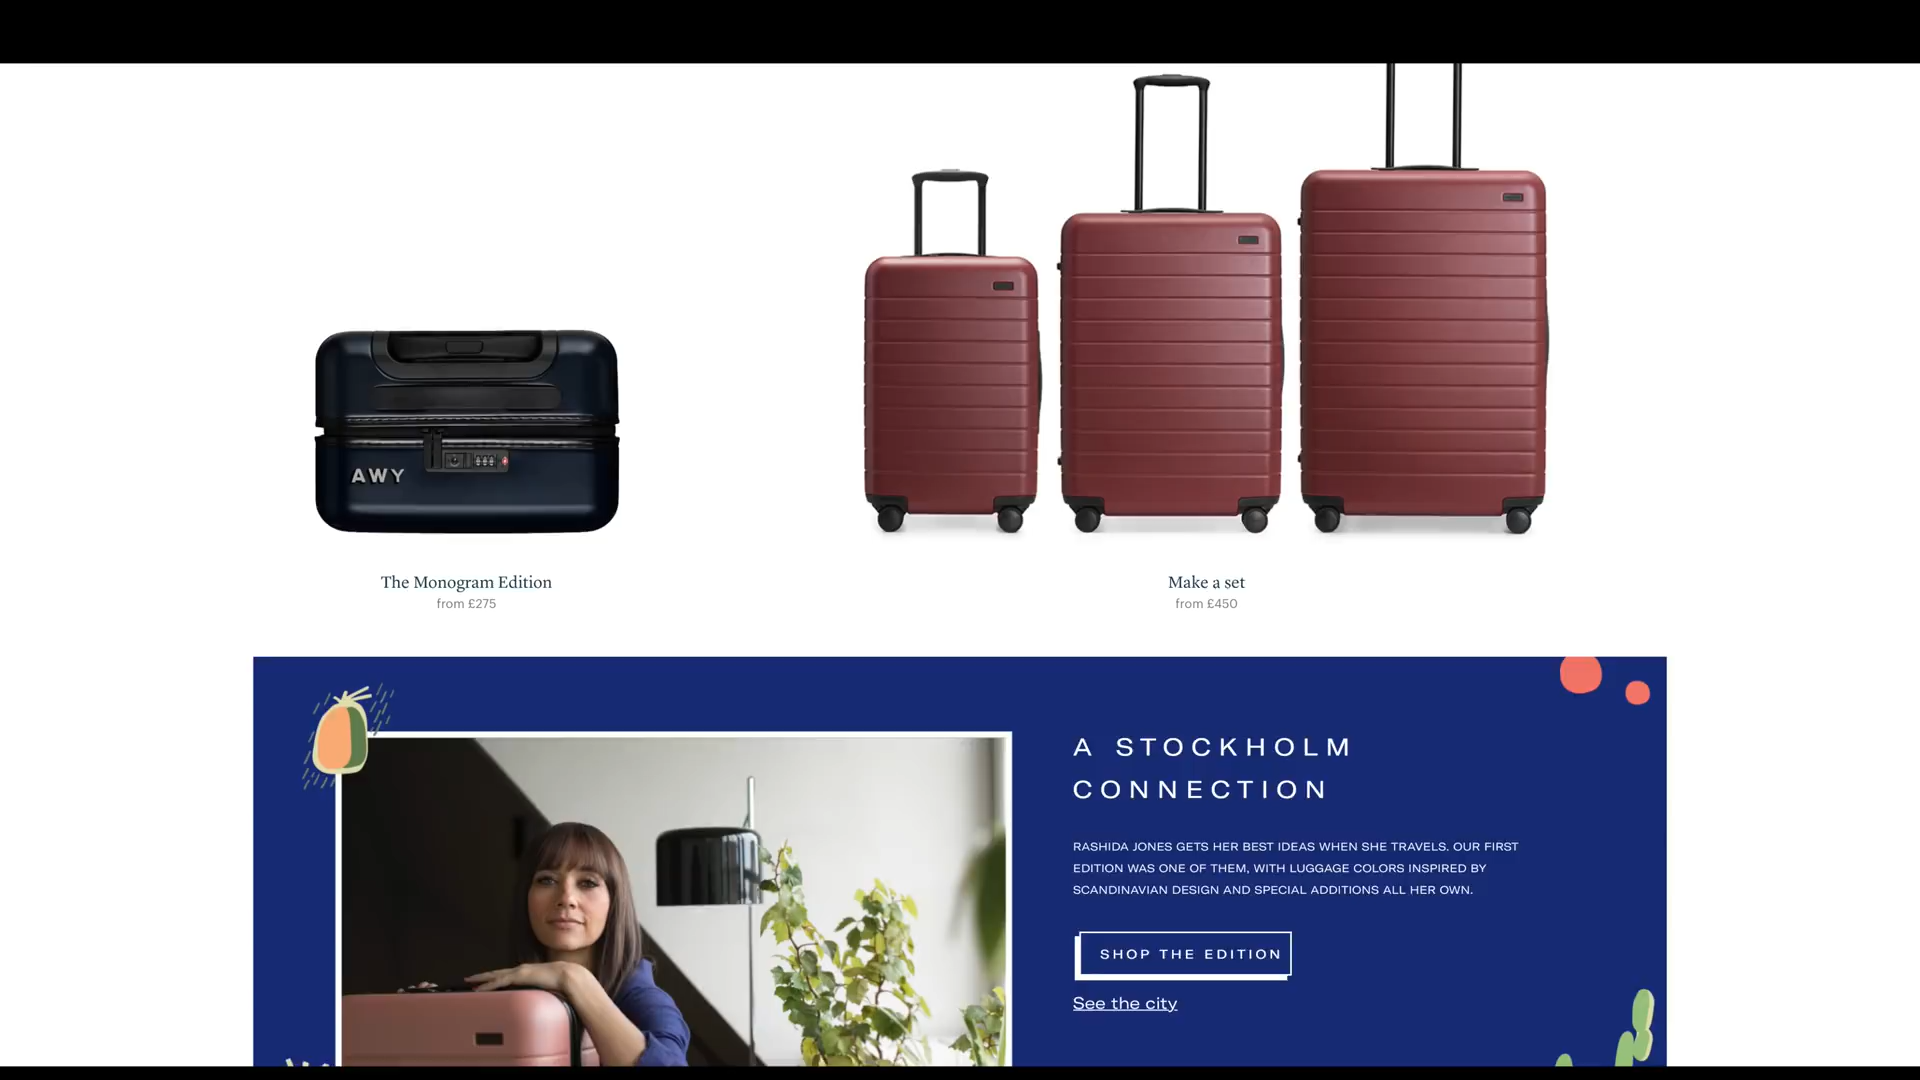 AWY
The Monogram Edition
from £275
Make a set
from £450
A STOCKHOLM
CONNECTION
RASHIDA JONES GETS HER BEST IDEAS WHEN SHE TRAVELS. OUR FIRST
EDITION WAS ONE OF THEM, WITH LUGGAGE COLORS INSPIRED BY
SCANDINAVIAN DESIGN AND SPECIAL ADDITIONS ALL HER OWN.
SHOP THE EDITION
See the city